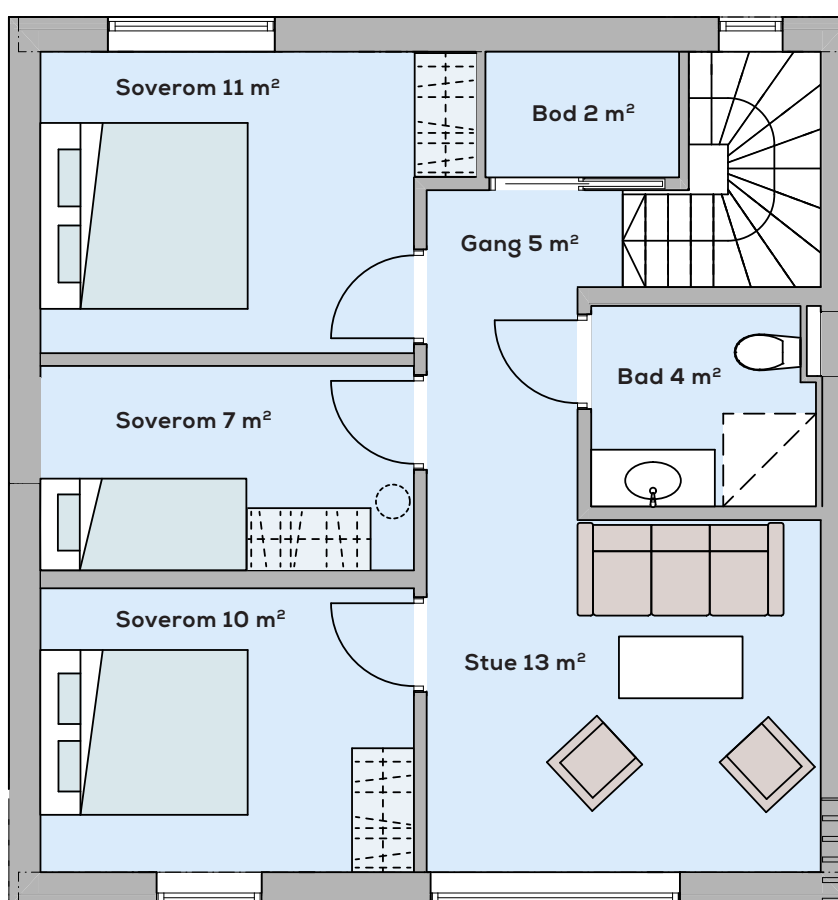 Soverom 11 m²
Bod 2 m²
Gang 5 m²
Bad 4 m²
Soverom 7 m²
Soverom 10 m²
Stue 13 m²